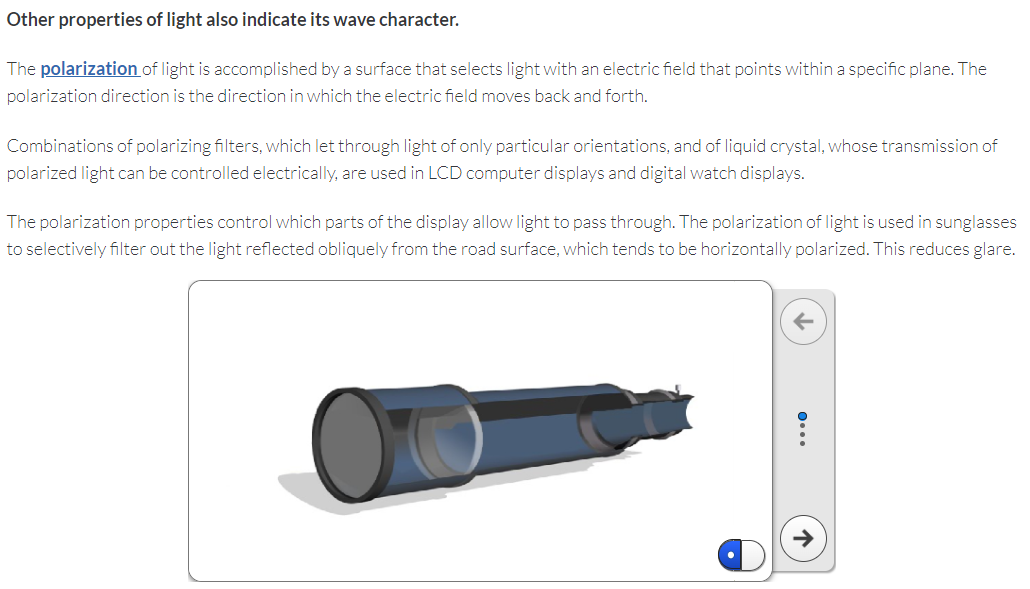 Other properties of light also indicate its wave character.
The polarization of light is accomplished by a surface that selects light with an electric field that points within a specific plane. The
polarization direction is the direction in which the electric field moves back and forth.
Combinations of polarizing filters, which let through light of only particular orientations, and of liquid crystal, whose transmission of
polarized light can be controlled electrically, are used in LCD computer displays and digital watch displays.
The polarization properties control which parts of the display allow light to pass through. The polarization of light is used in sunglasses
to selectively filter out the light reflected obliquely from the road surface, which tends to be horizontally polarized. This reduces glare.